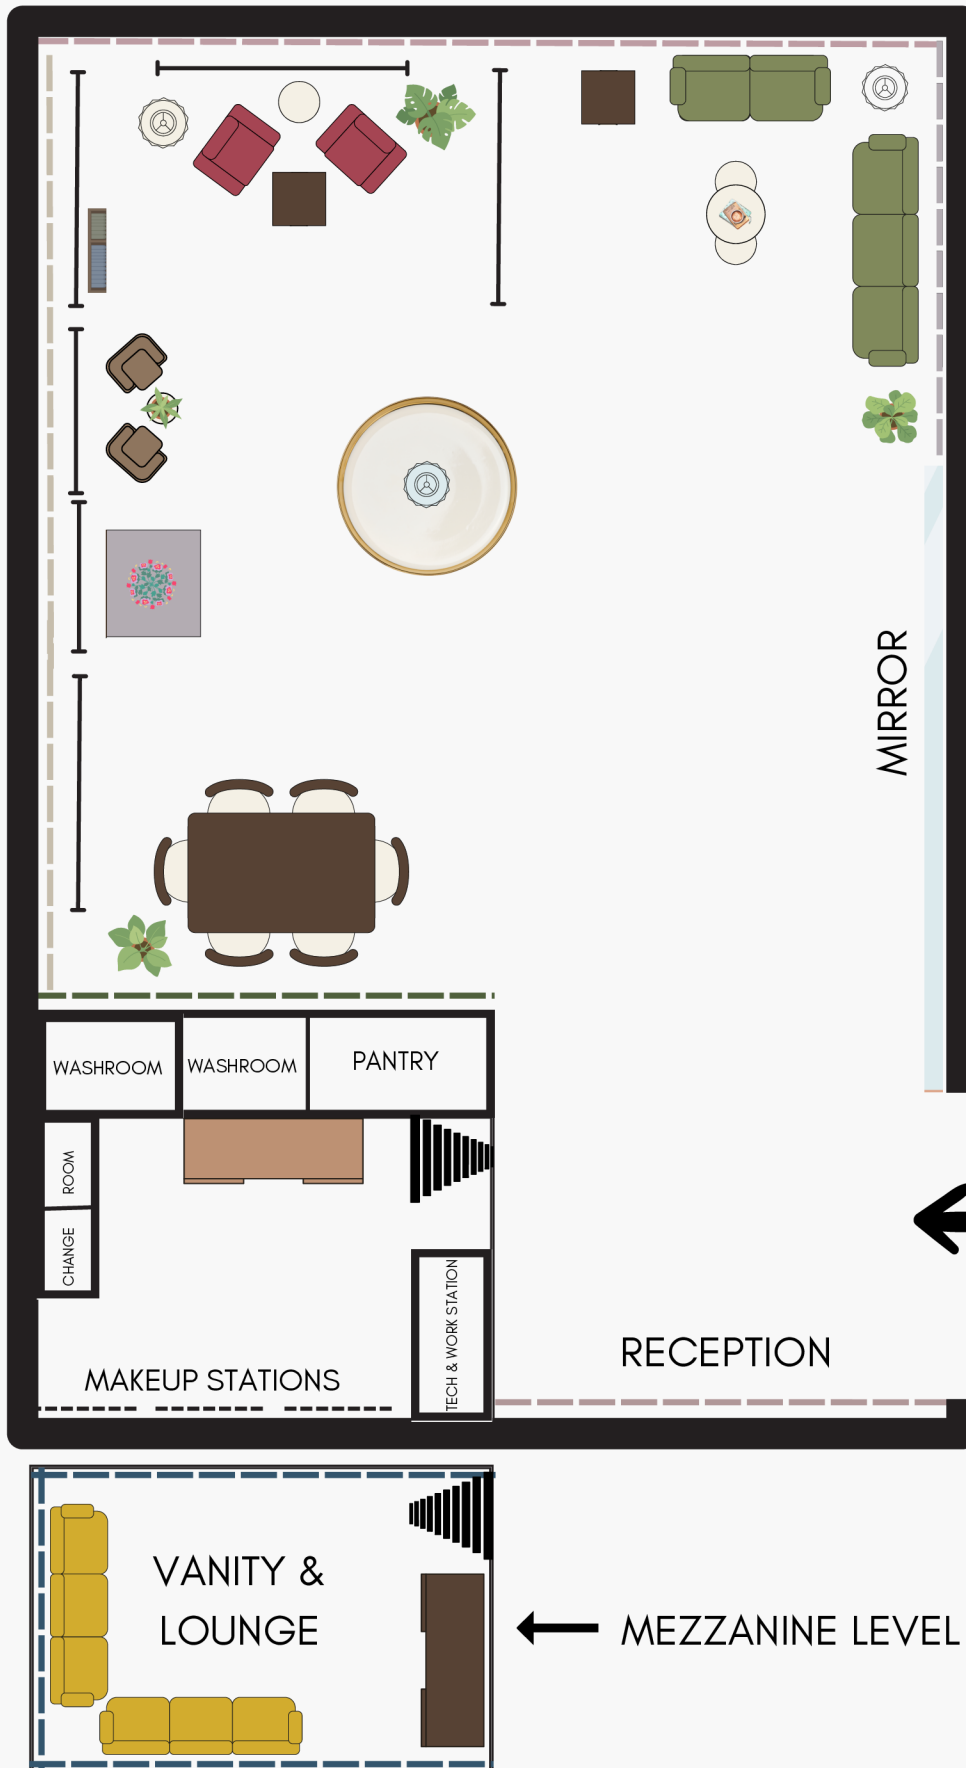 MIRROR
WASHROOM
WASHROOM
PANTRY
ROOM
CHANGE
TECH & WORK STATION
RECEPTION
MAKEUP STATIONS
VANITY &
LOUNGE
MEZZANINE LEVEL